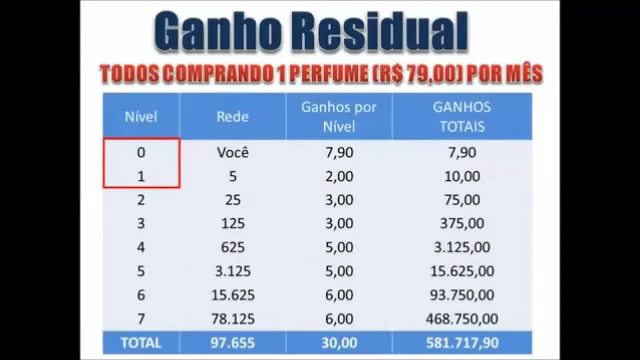 Ganho Residual
TODOS COMPRANDO 1 PERFUME (R$ 79,00) POR MÊS
Nível Rede Ganhos por Nível GANHOS TOTAIS
0 Você 7,90 7,90
1 5 2,00 10,00
2 25 3,00 75,00
3 125 3,00 375,00
4 625 5,00 3.125,00
5 3.125 5,00 15.625,00
6 15.625 6,00 93.750,00
7 78.125 6,00 468.750,00
TOTAL 97.655 30,00 581.717,90